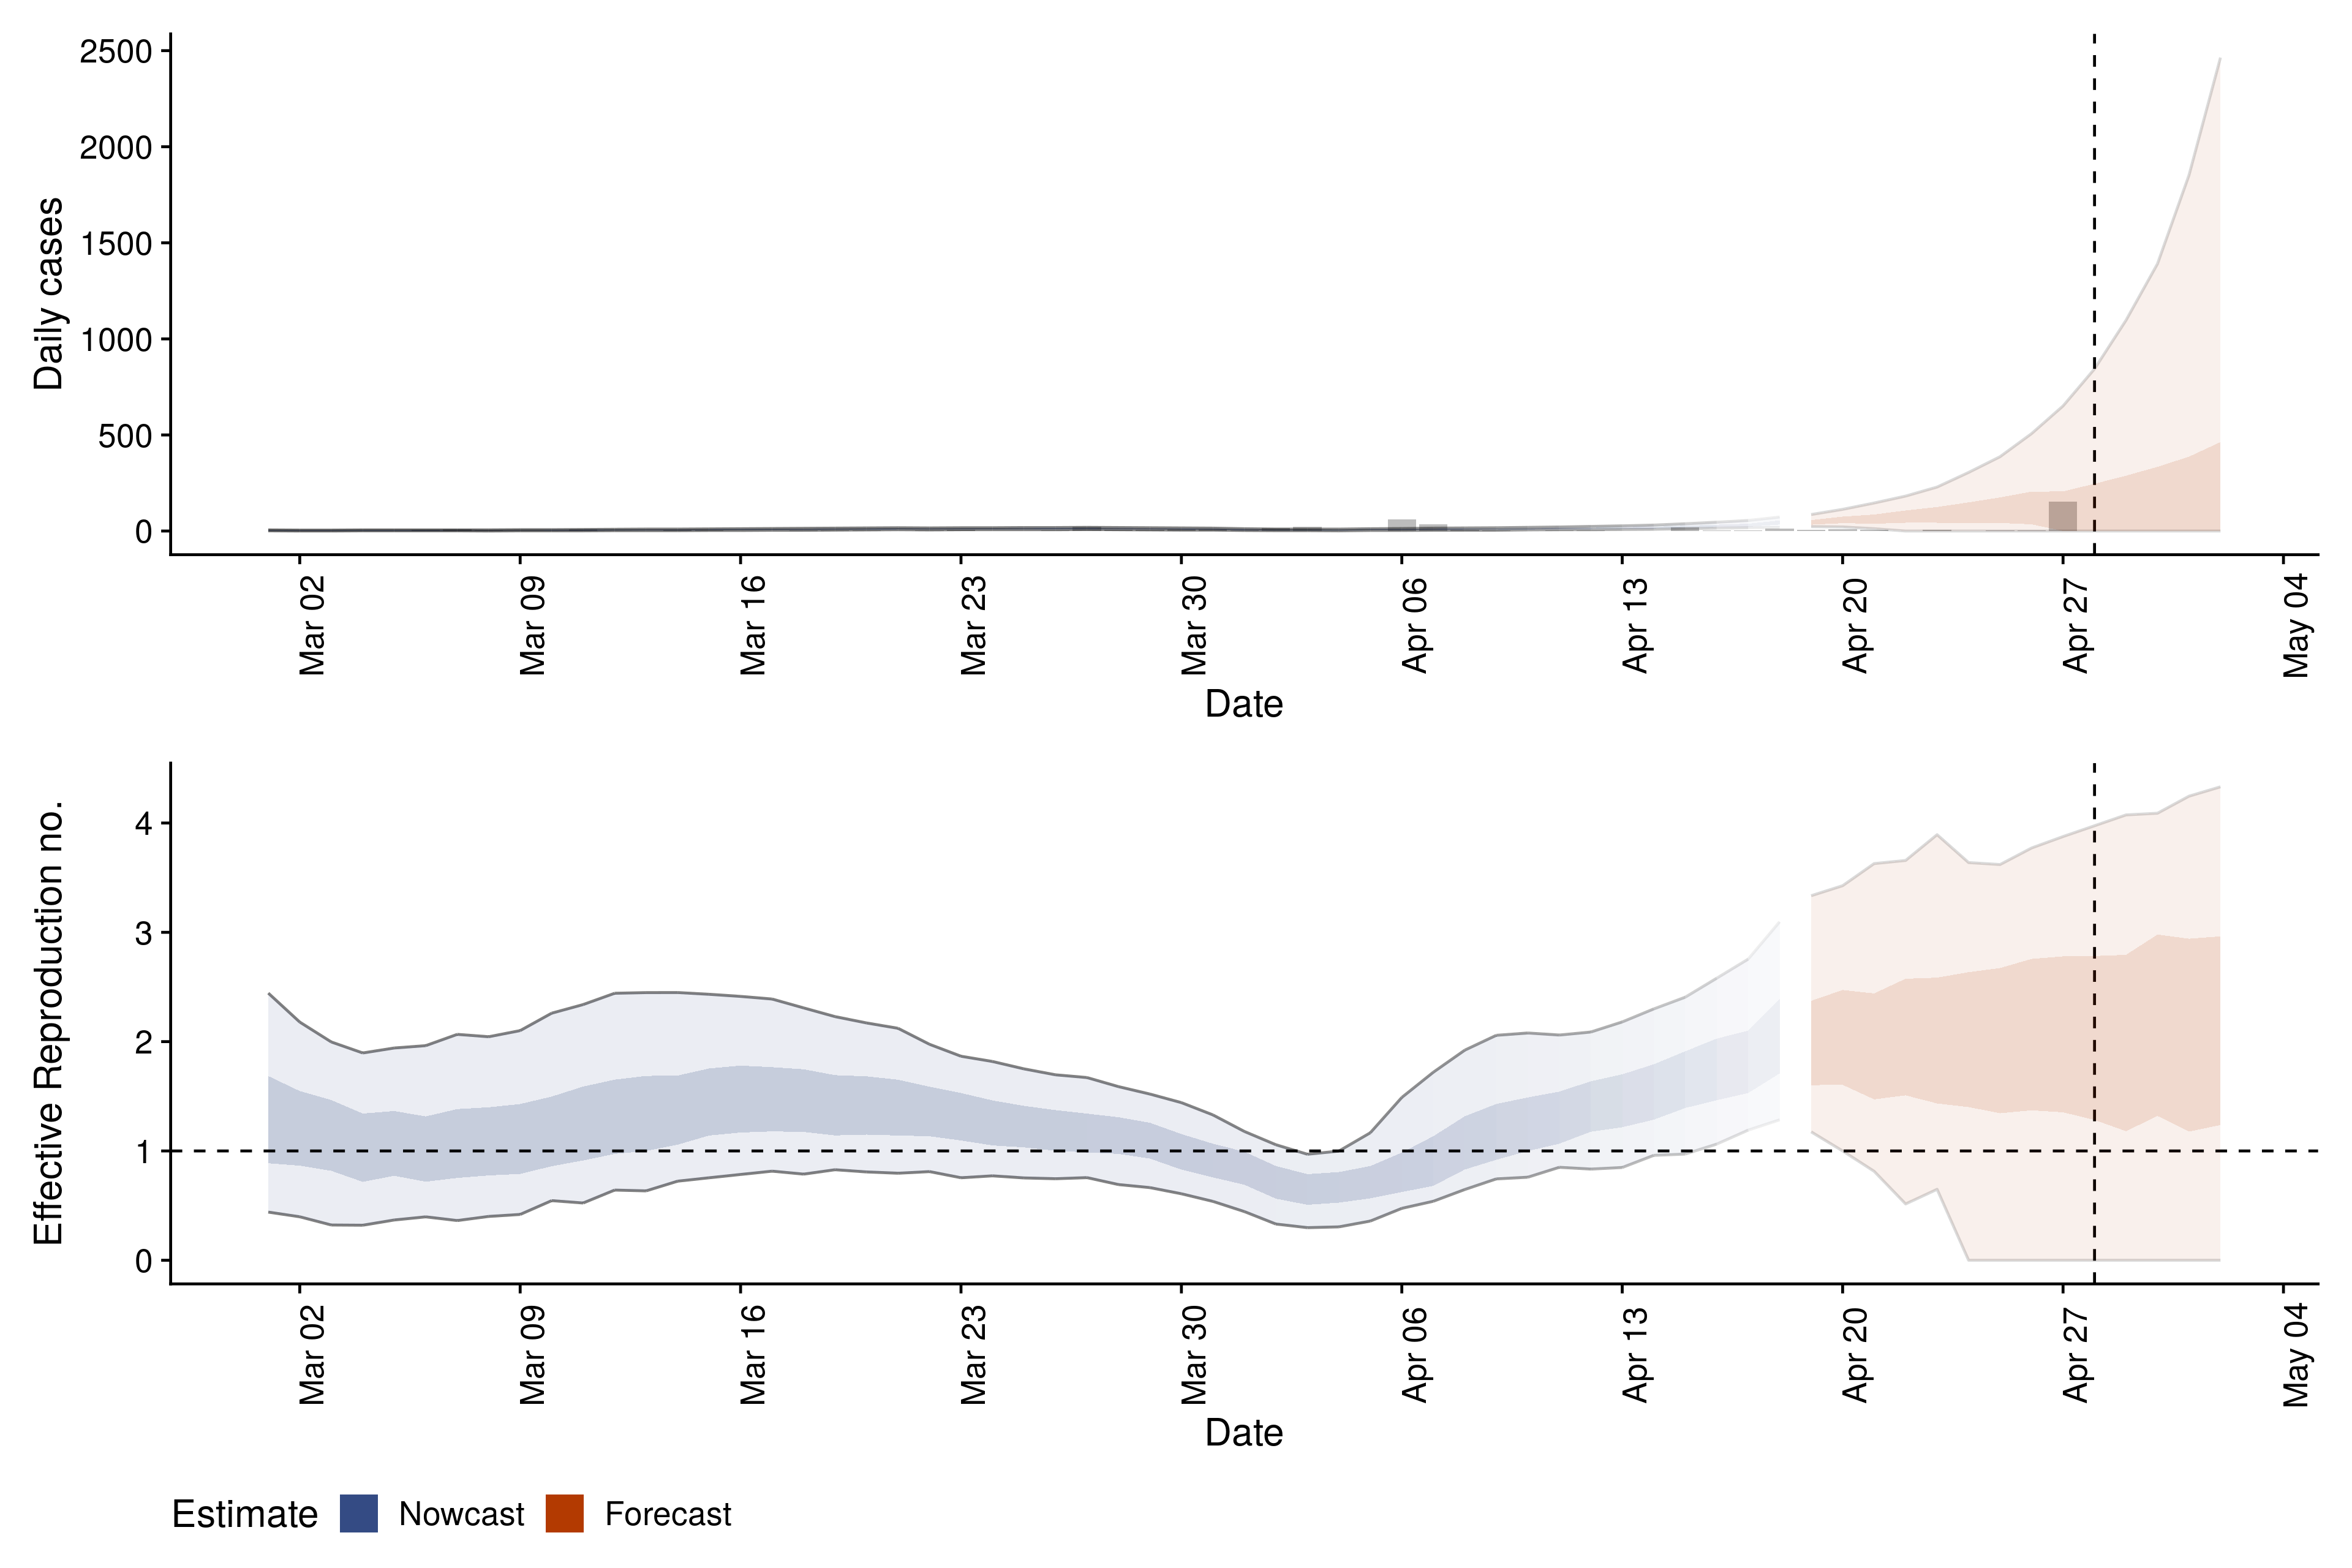 2500
2000
1500
1000
500
0
Daily cases
Mar 02
Mar 09
Mar 16
Mar 23
Mar 30
Apr 06
Apr 13
Apr 20
Apr 27
May 04
Date
4
3
2
1
0
Effective Reproduction no.
Mar 02
Mar 09
Mar 16
Mar 23
Mar 30
Apr 06
Apr 13
Apr 20
Apr 27
May 04
Date
Estimate Nowcast Forecast